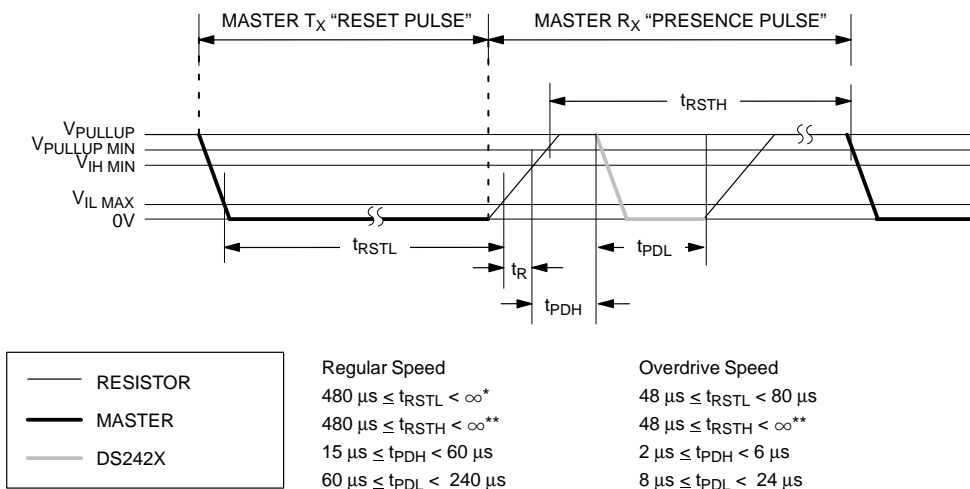 MASTER TX “RESET PULSE” MASTER RX “PRESENCE PULSE”
tRSTH
VPULLUP
VPULLUP MIN
VIH MIN
VIL MAX
0V
tRSTL
tPDL
tR
tPDH
RESISTOR
MASTER
DS242X
Regular Speed
480 μs ≤ tRSTL < ∞*
480 μs ≤ tRSTH < ∞**
15 μs ≤ tPDH < 60 μs
60 μs ≤ tPDL < 240 μs
Overdrive Speed
48 μs ≤ tRSTL < 80 μs
48 μs ≤ tRSTH < ∞**
2 μs ≤ tPDH < 6 μs
8 μs ≤ tPDL < 24 μs